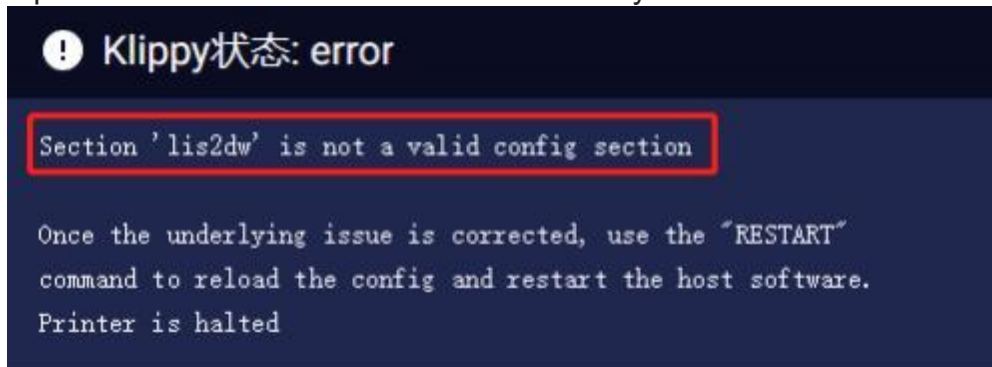 Klippy状态: error
Section 'lis2dw' is not a valid config section
Once the underlying issue is corrected, use the "RESTART"
command to reload the config and restart the host software.
Printer is halted